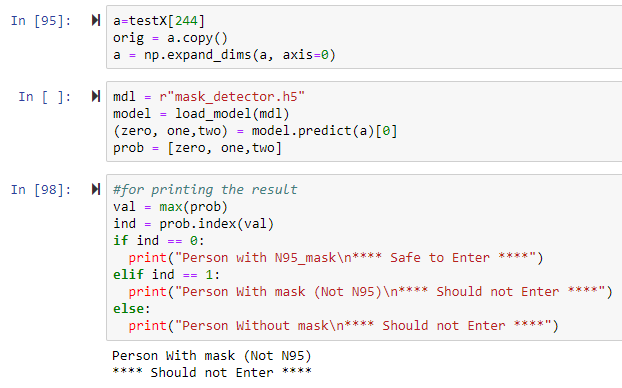 In [95]:
a=testX[244]
orig = a.copy()
a = np.expand_dims(a, axis=0)
In [ ]:
mdl = r"mask_detector.h5"
model = load_model(mdl)
(zero, one,two) = model.predict(a)[0]
prob = [zero, one,two]
In [98]:
#for printing the result
val = max(prob)
ind = prob.index(val)
if ind == 0:
  print("Person with N95_mask\n**** Safe to Enter ****")
elif ind == 1:
  print("Person With mask (Not N95)\n**** Should not Enter ****")
else:
  print("Person Without mask\n**** Should not Enter ****")
Person With mask (Not N95)
**** Should not Enter ****